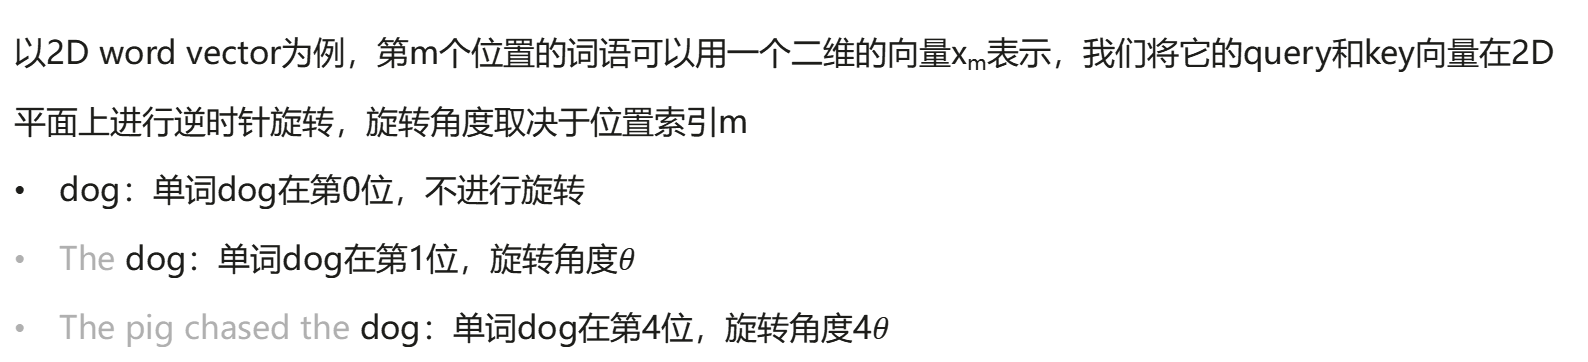 以2D word vector为例，第m个位置的词语可以用一个二维的向量xₘ表示，我们将它的query和key向量在2D
平面上进行逆时针旋转，旋转角度取决于位置索引m
• dog：单词dog在第0位，不进行旋转
• The dog：单词dog在第1位，旋转角度θ
• The pig chased the dog：单词dog在第4位，旋转角度4θ